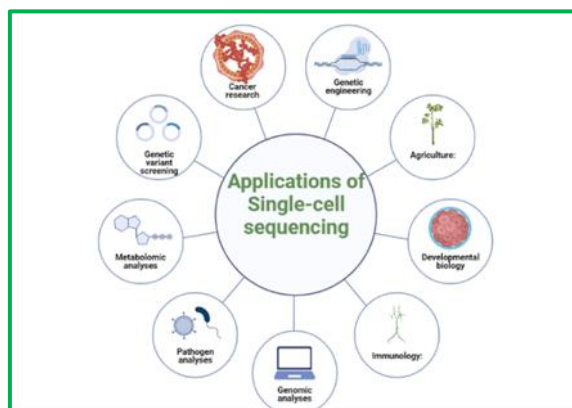 Applications of
Single-cell
sequencing
Cancer
research
Genetic
engineering
Agriculture:
Developmental
biology
Immunology:
Genomic
analyses
Pathogen
analyses
Metabolomic
analyses
Genetic
variant
screening